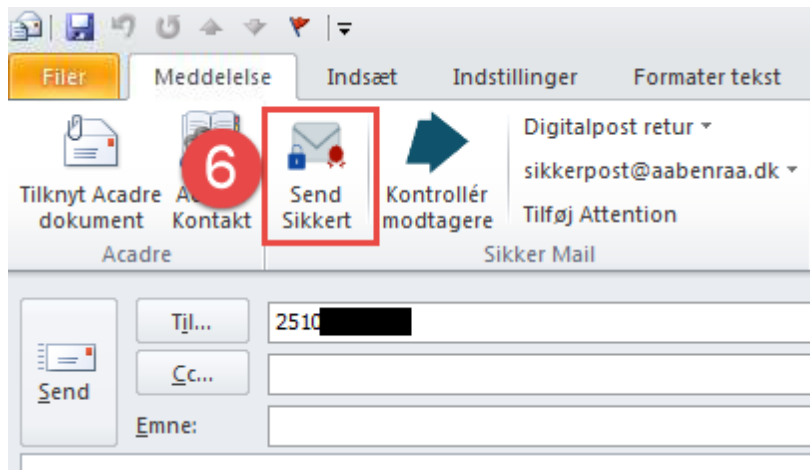 Filer Meddelelse Indsæt Indstillinger Formater tekst
Digitalpost retur
sikkerpost@aabenraa.dk
Tilføj Attention
Tilknyt Acadre
dokument
Kontakt
6
Send
Sikkert
Kontrollér
modtagere
Acadre
Sikker Mail
Send
Til...
2510
Cc...
Emne: